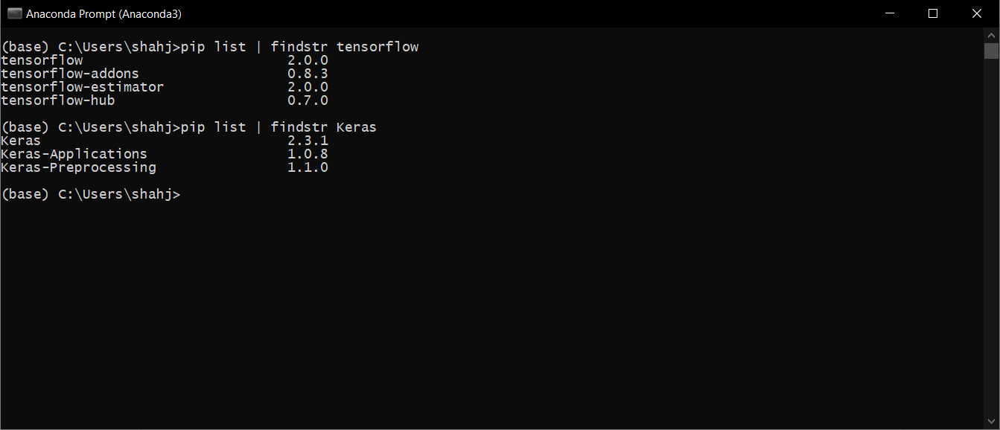 Anaconda Prompt (Anaconda3)
(base) C:\Users\shahj>pip list | findstr tensorflow
tensorflow                         2.0.0
tensorflow-addons                  0.8.3
tensorflow-estimator               2.0.0
tensorflow-hub                     0.7.0
(base) C:\Users\shahj>pip list | findstr Keras
Keras                              2.3.1
Keras-Applications                 1.0.8
Keras-Preprocessing                1.1.0
(base) C:\Users\shahj>